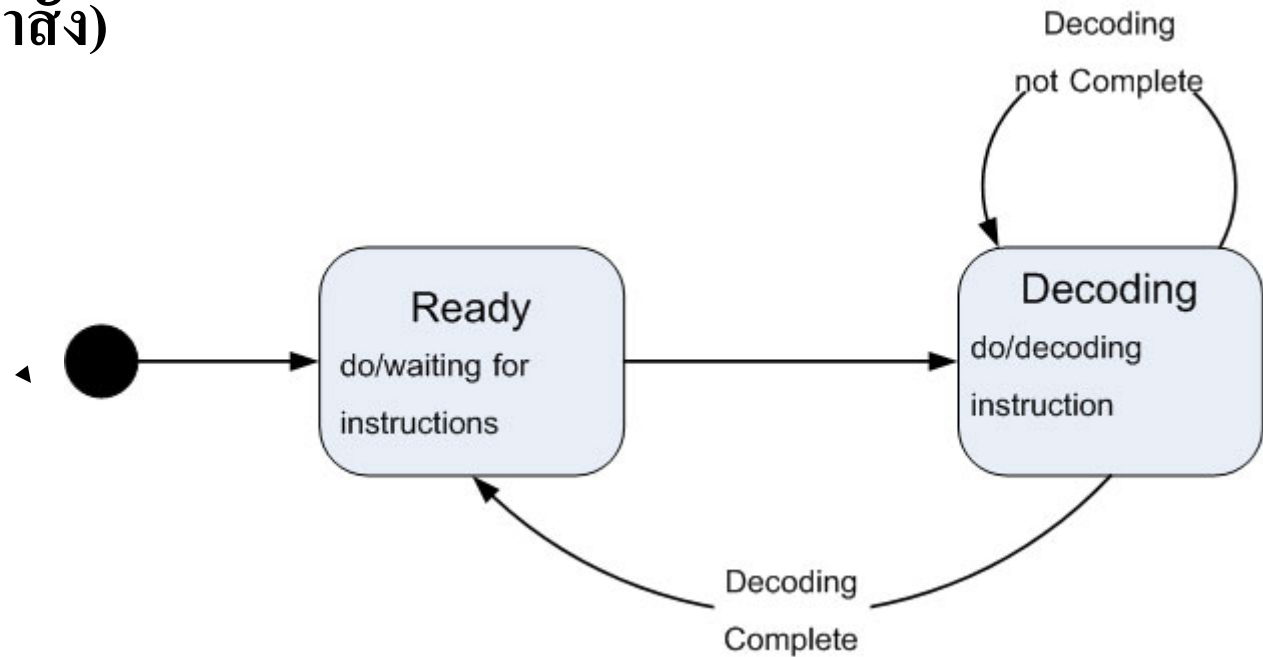 าสัง)
Decoding
not Complete
Ready
do/waiting for
instructions
Decoding
do/decoding
instruction
Decoding
Complete